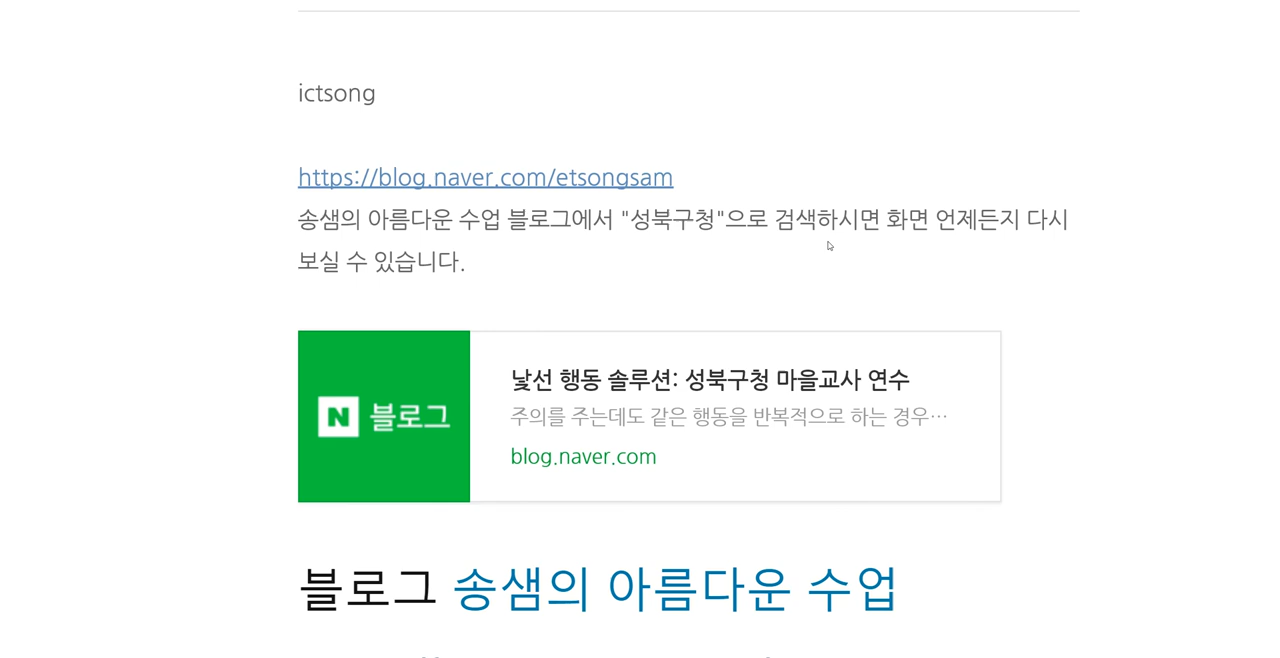 ictsong
https://blog.naver.com/etsongsam
송샘의 아름다운 수업 블로그에서 "성북구청"으로 검색하시면 화면 언제든지 다시
보실 수 있습니다.
N 블로그
낯선 행동 솔루션: 성북구청 마을교사 연수
주의를 주는데도 같은 행동을 반복적으로 하는 경우…
blog.naver.com
블로그 송샘의 아름다운 수업